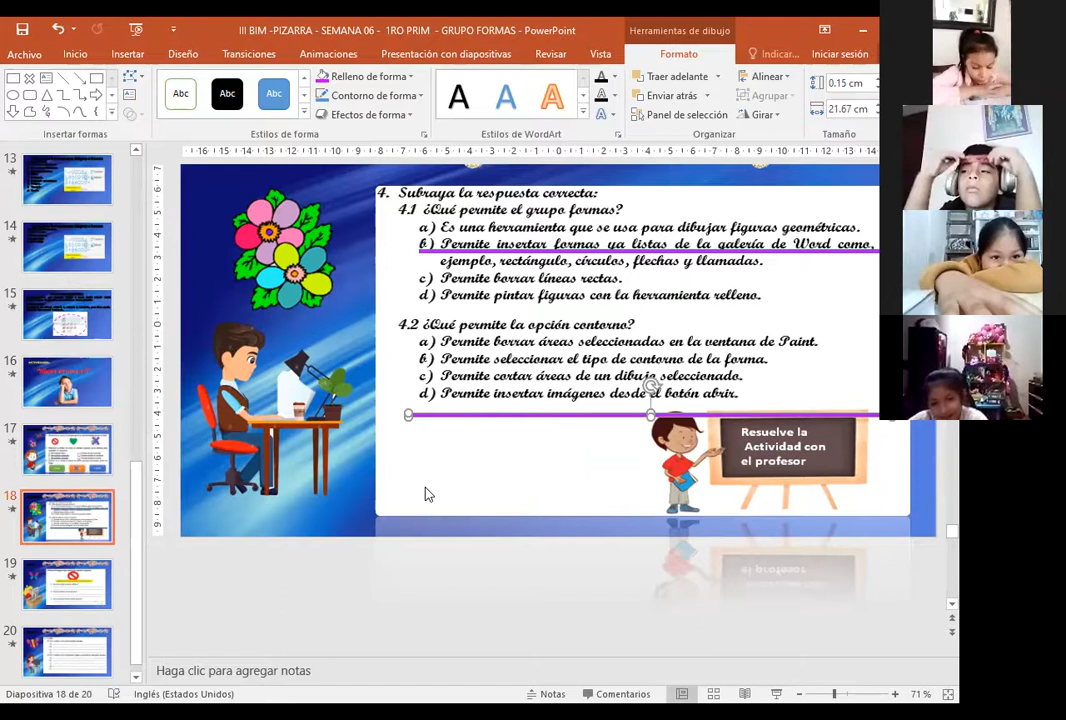 III BIM -PIZARRA - SEMANA 06 - 1RO PRIM - GRUPO FORMAS - PowerPoint
Herramientas de dibujo
Archivo Inicio Insertar Diseño Transiciones Animaciones Presentación con diapositivas Revisar Vista Formato Indicar... Iniciar sesión
Abc Abc Abc
Relleno de forma
Contorno de forma
Efectos de forma
A A A
Traer adelante
Enviar atrás
Panel de selección
Alinear
Agrupar
Girar
0.15 cm
21.67 cm
Insertar formas Estilos de forma Estilos de WordArt Organizar Tamaño
13
14
15
16
17
18
19
20
4. Subraya la respuesta correcta:
4.1 ¿Qué permite el grupo formas?
a) Es una herramienta que se usa para dibujar figuras geométricas.
b) Permite insertar formas ya listas de la galería de Word como,
ejemplo, rectángulo, círculos, flechas y llamadas.
c) Permite borrar líneas rectas.
d) Permite pintar figuras con la herramienta relleno.
4.2 ¿Qué permite la opción contorno?
a) Permite borrar áreas seleccionadas en la ventana de Paint.
b) Permite seleccionar el tipo de contorno de la forma.
c) Permite cortar áreas de un dibujo seleccionado.
d) Permite insertar imágenes desde el botón abrir.
Resuelve la
Actividad con
el profesor
Haga clic para agregar notas
Diapositiva 18 de 20 Inglés (Estados Unidos) Notas Comentarios 71 %